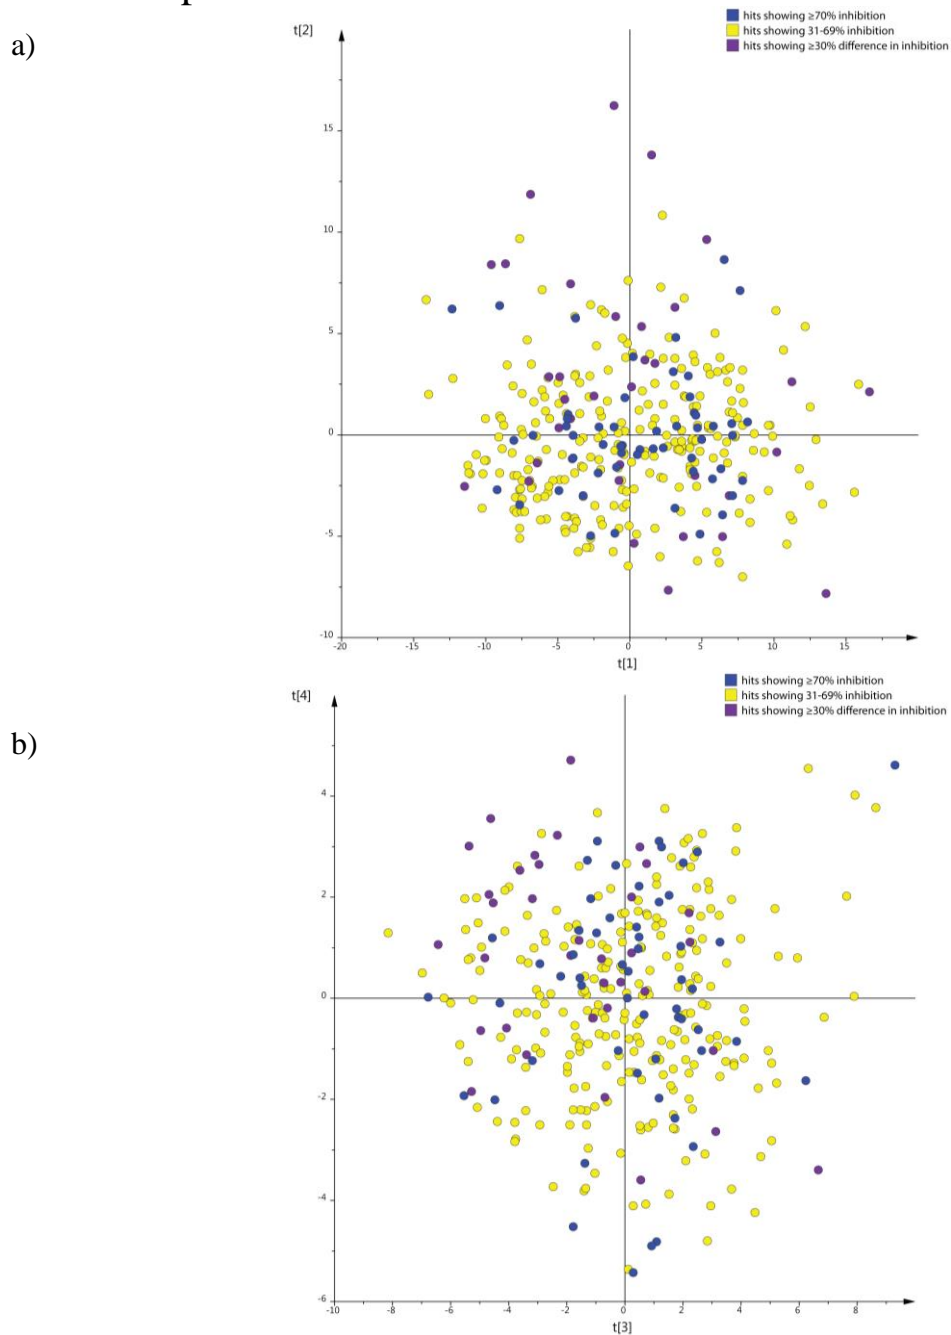 a)
t[2]
hits showing ≥70% inhibition
hits showing 31-69% inhibition
hits showing ≥30% difference in inhibition
15
10
5
0
-5
-10
-20 -15 -10 -5 0 5 10 15
t[1]
b)
t[4]
hits showing ≥70% inhibition
hits showing 31-69% inhibition
hits showing ≥30% difference in inhibition
4
2
0
-2
-4
-6
-10 -8 -6 -4 -2 0 2 4 6 8
t[3]